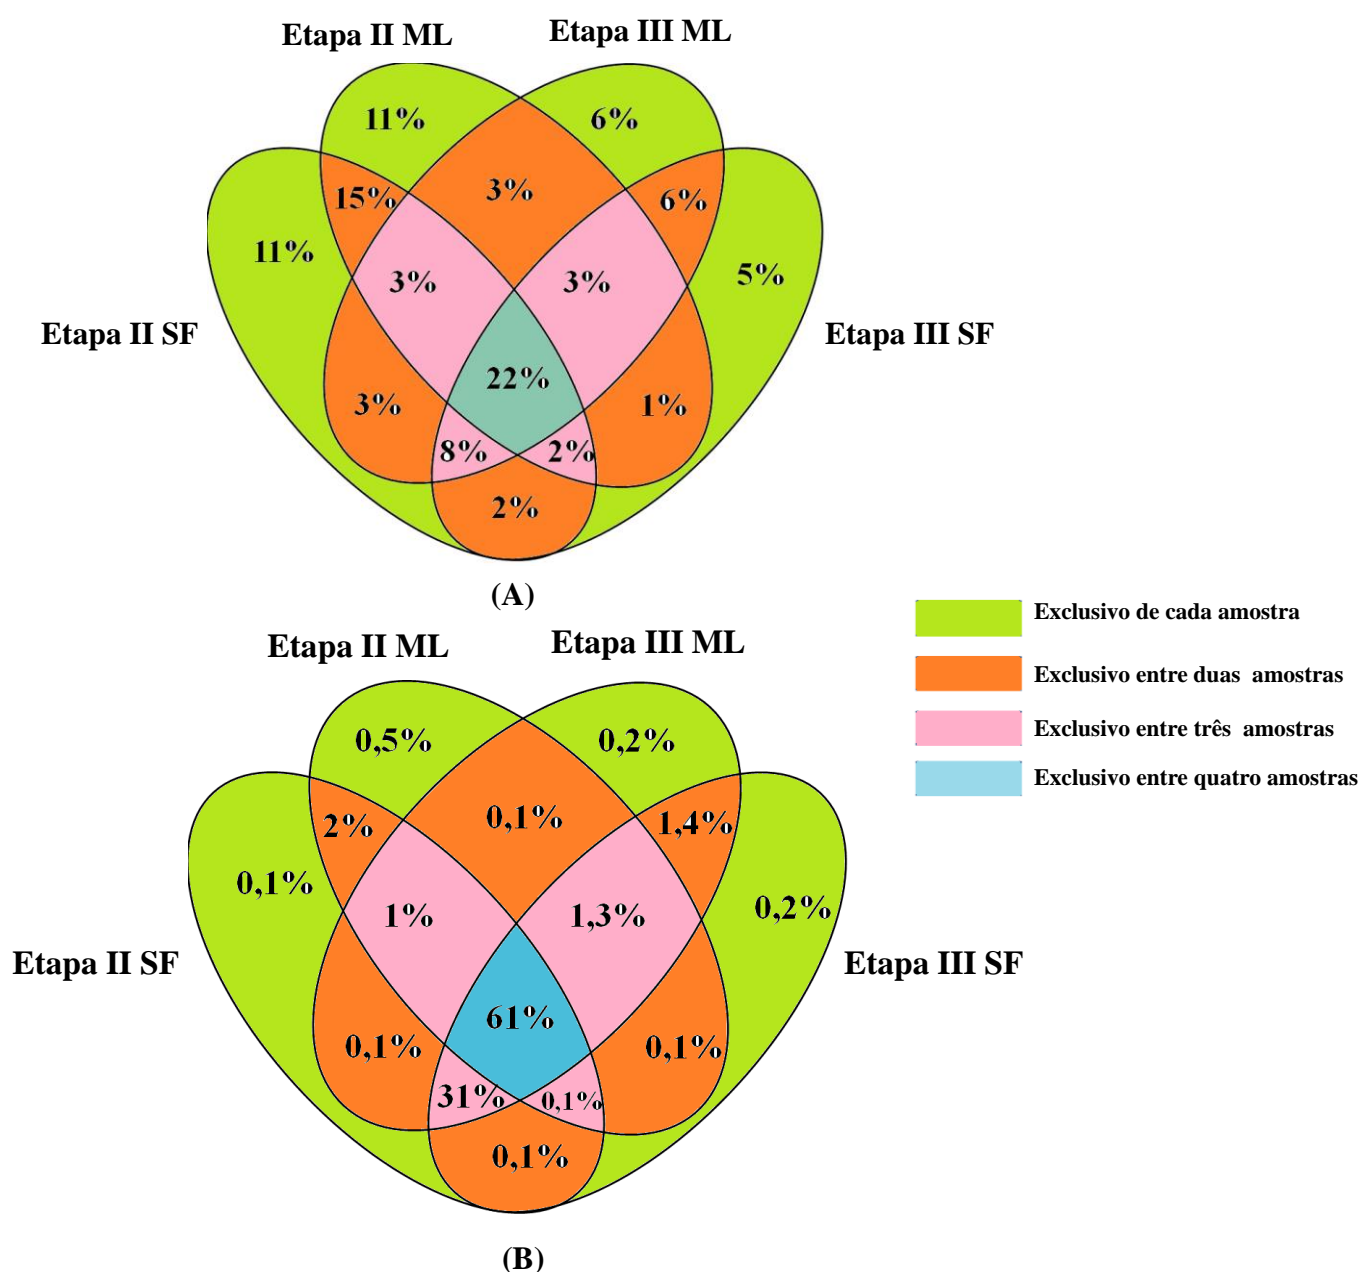 Etapa II ML
Etapa III ML
11%
6%
15%
3%
6%
11%
3%
3%
5%
Etapa II SF
Etapa III SF
22%
3%
1%
8%
2%
2%
(A)
Exclusivo de cada amostra
Exclusivo entre duas amostras
Exclusivo entre três amostras
Exclusivo entre quatro amostras
Etapa II ML
Etapa III ML
0,5%
0,2%
2%
0,1%
1,4%
0,1%
1%
1,3%
0,2%
Etapa II SF
Etapa III SF
61%
0,1%
0,1%
31%
0,1%
0,1%
(B)